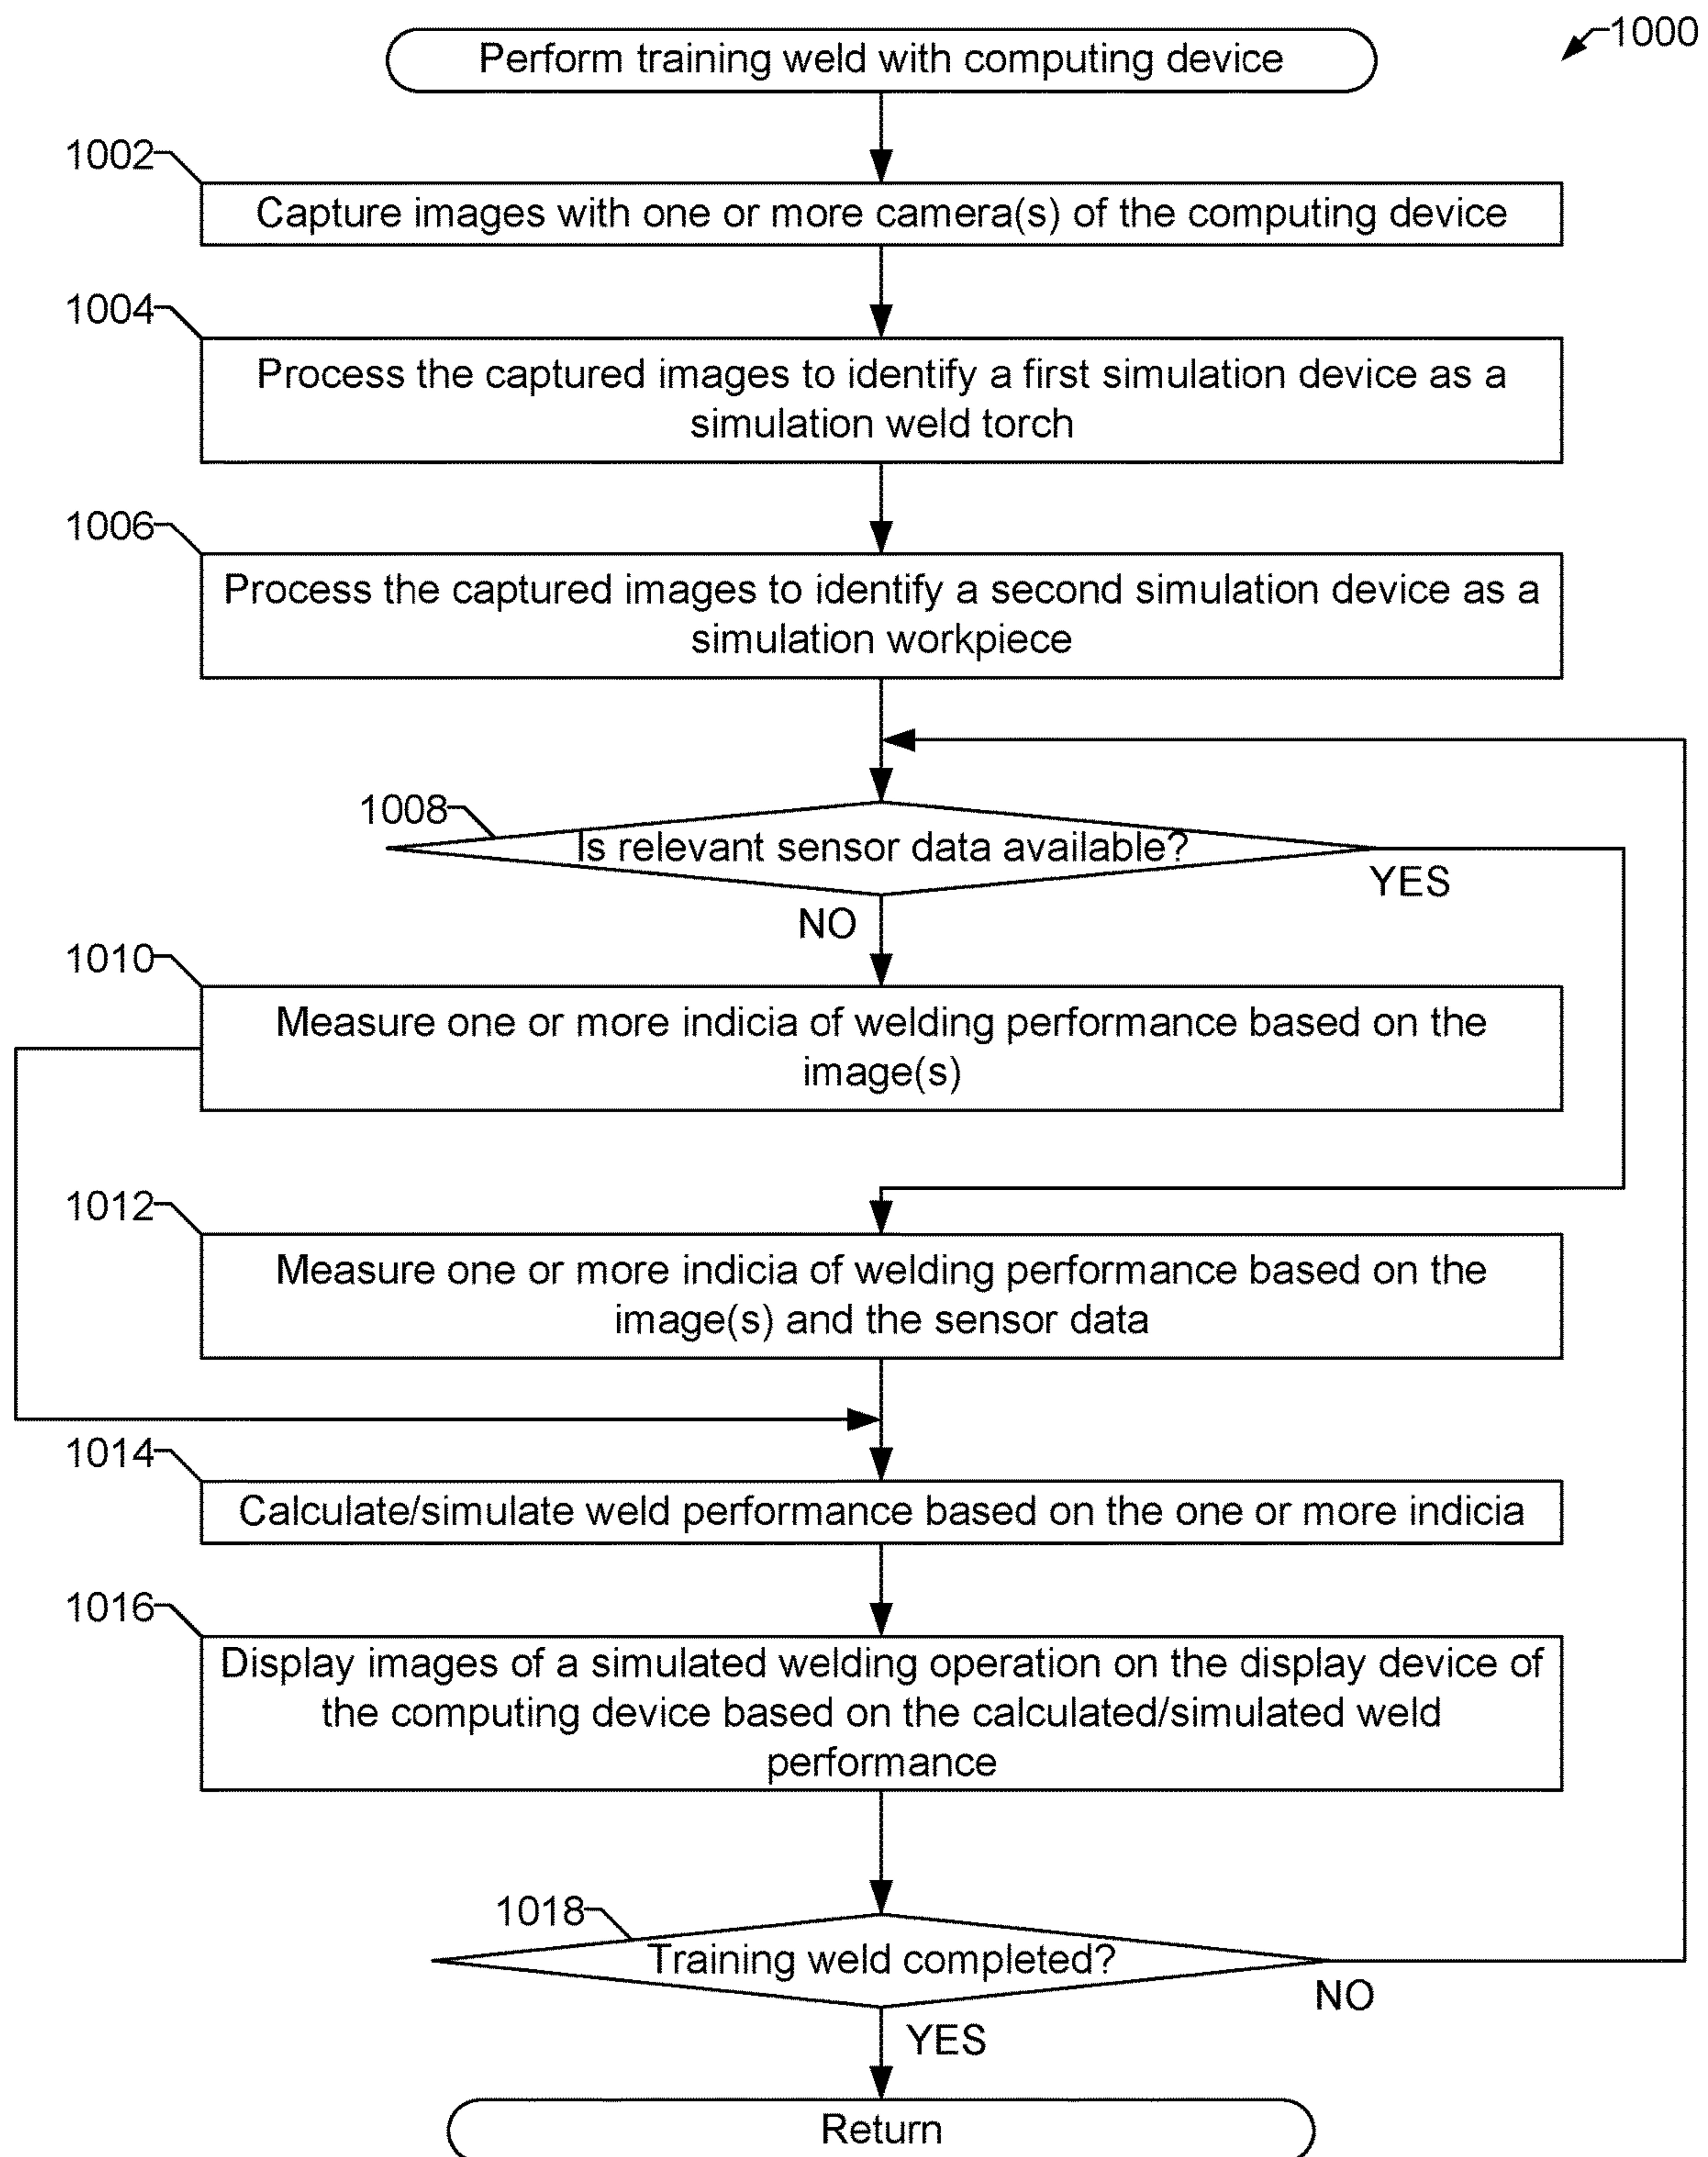 1000
Perform training weld with computing device
1002
Capture images with one or more camera(s) of the computing device
1004
Process the captured images to identify a first simulation device as a
simulation weld torch
1006
Process the captured images to identify a second simulation device as a
simulation workpiece
1008
Is relevant sensor data available?
YES
NO
1010
Measure one or more indicia of welding performance based on the
image(s)
1012
Measure one or more indicia of welding performance based on the
image(s) and the sensor data
1014
Calculate/simulate weld performance based on the one or more indicia
1016
Display images of a simulated welding operation on the display device of
the computing device based on the calculated/simulated weld
performance
1018
Training weld completed?
NO
YES
Return